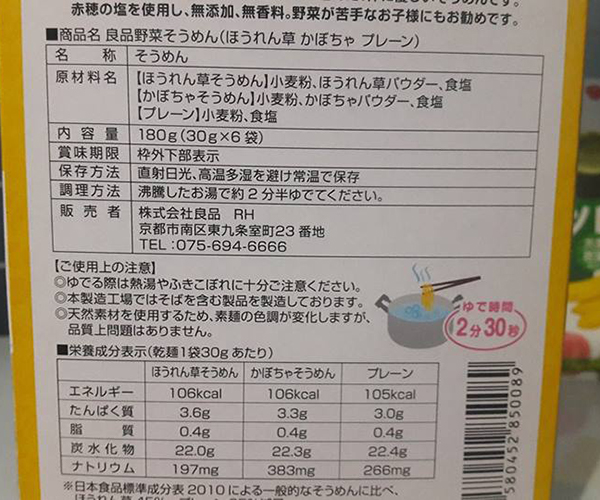 赤穂の塩を使用し、無添加、無香料。野菜が苦手なお子様にもお勧めです。
■商品名 良品野菜そうめん(ほうれん草 かぼちゃ プレーン)
名称 そうめん
原材料名 【ほうれん草そうめん】小麦粉、ほうれん草パウダー、食塩
【かぼちゃそうめん】小麦粉、かぼちゃパウダー、食塩
【プレーン】小麦粉、食塩
内容量 180g(30g×6袋)
賞味期限 枠外下部表示
保存方法 直射日光、高温多湿を避け常温で保存
調理方法 沸騰したお湯で約2分半ゆでてください。
販売者 株式会社良品 RH
京都市南区東九条室町23番地
TEL:075-694-6666
【ご使用上の注意】
◎ゆでる際は熱湯やふきこぼれに十分ご注意ください。
◎本製造工場ではそばを含む製品を製造しております。
◎天然素材を使用するため、素麺の色調が変化しますが、
品質上問題はありません。
ゆで時間
2分30秒
■栄養成分表示(乾麺1袋30gあたり)
ほうれん草そうめん かぼちゃそうめん プレーン
エネルギー 106kcal 106kcal 105kcal
たんぱく質 3.6g 3.3g 3.0g
脂質 0.4g 0.4g 0.4g
炭水化物 22.0g 22.3g 22.4g
ナトリウム 197mg 383mg 266mg
※日本食品標準成分表2010による一般的なそうめんに比べ、
580452 850089